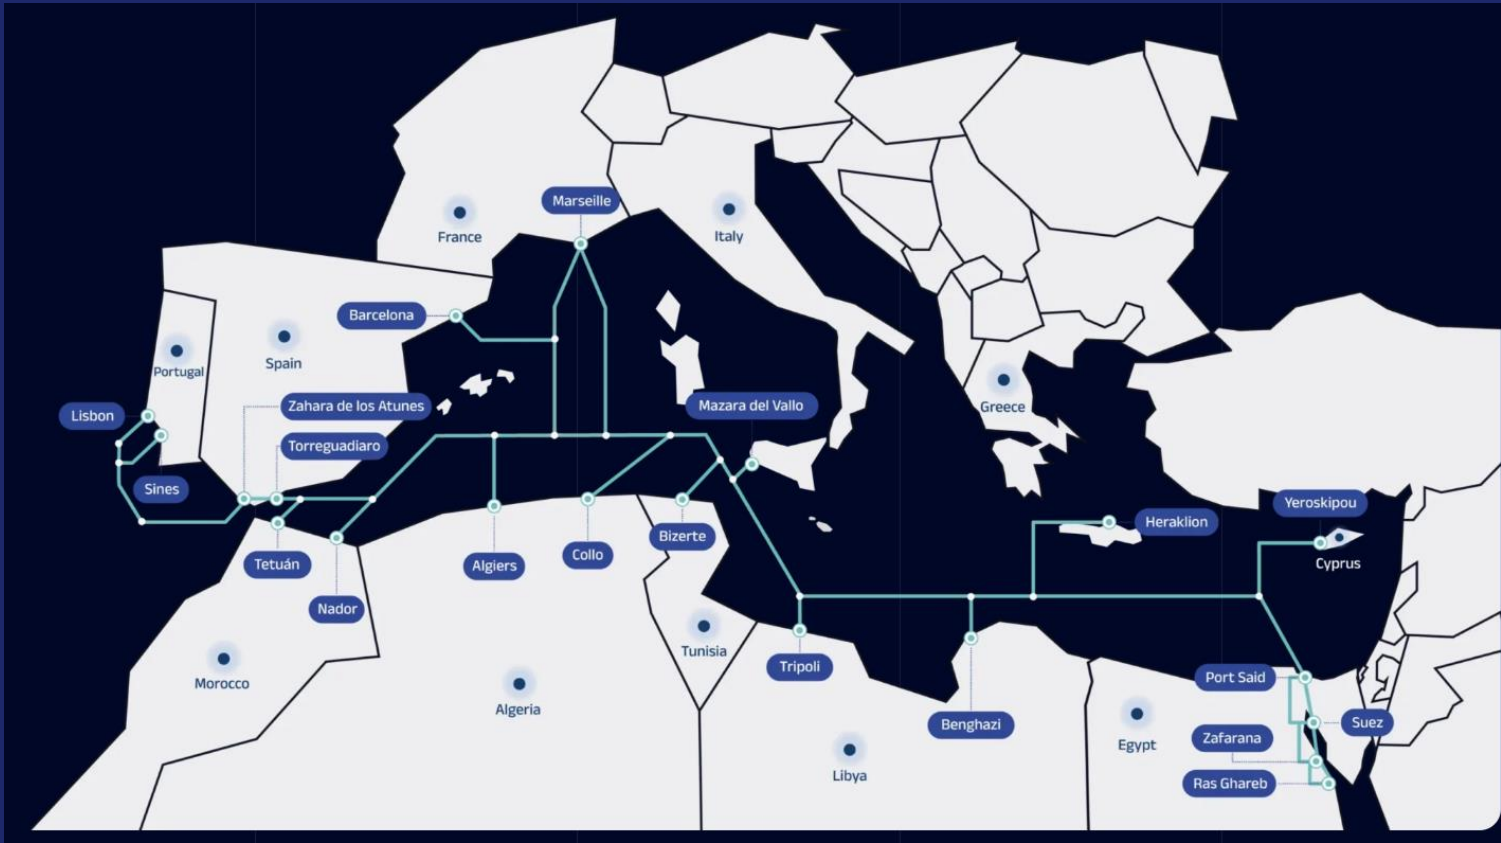 Marseille
France
Italy
Barcelona
Spain
Portugal
Greece
Lisbon
Zahara de los Atunes
Mazara del Vallo
Torreguadiaro
Sines
Yeroskipou
Heraklion
Bizerte
Collo
Tetuán
Algiers
Cyprus
Nador
Tunisia
Tripoli
Morocco
Port Said
Algeria
Benghazi
Suez
Egypt
Zafarana
Libya
Ras Ghareb